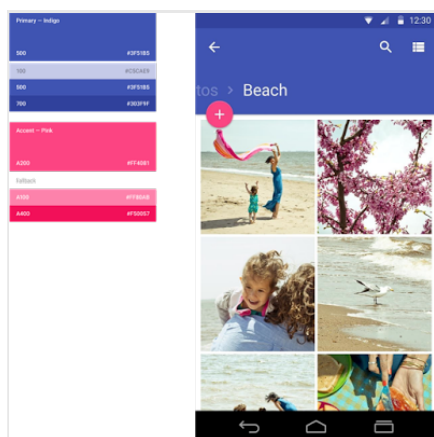 Primary — Indigo
500 #3F51B5
100 #C5CAE9
500 #3F51B5
700 #303F9F
Accent — Pink
A200 #FF4081
Fallback
A100 #FF80AB
A400 #F50057
12:30
tos > Beach